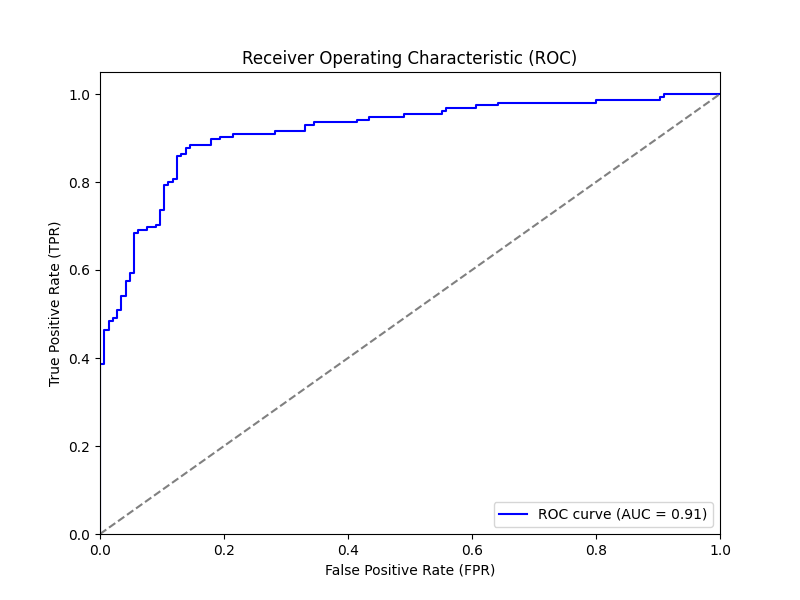 Receiver Operating Characteristic (ROC)
True Positive Rate (TPR)
1.0
0.8
0.6
0.4
0.2
0.0
ROC curve (AUC = 0.91)
0.0 0.2 0.4 0.6 0.8 1.0
False Positive Rate (FPR)